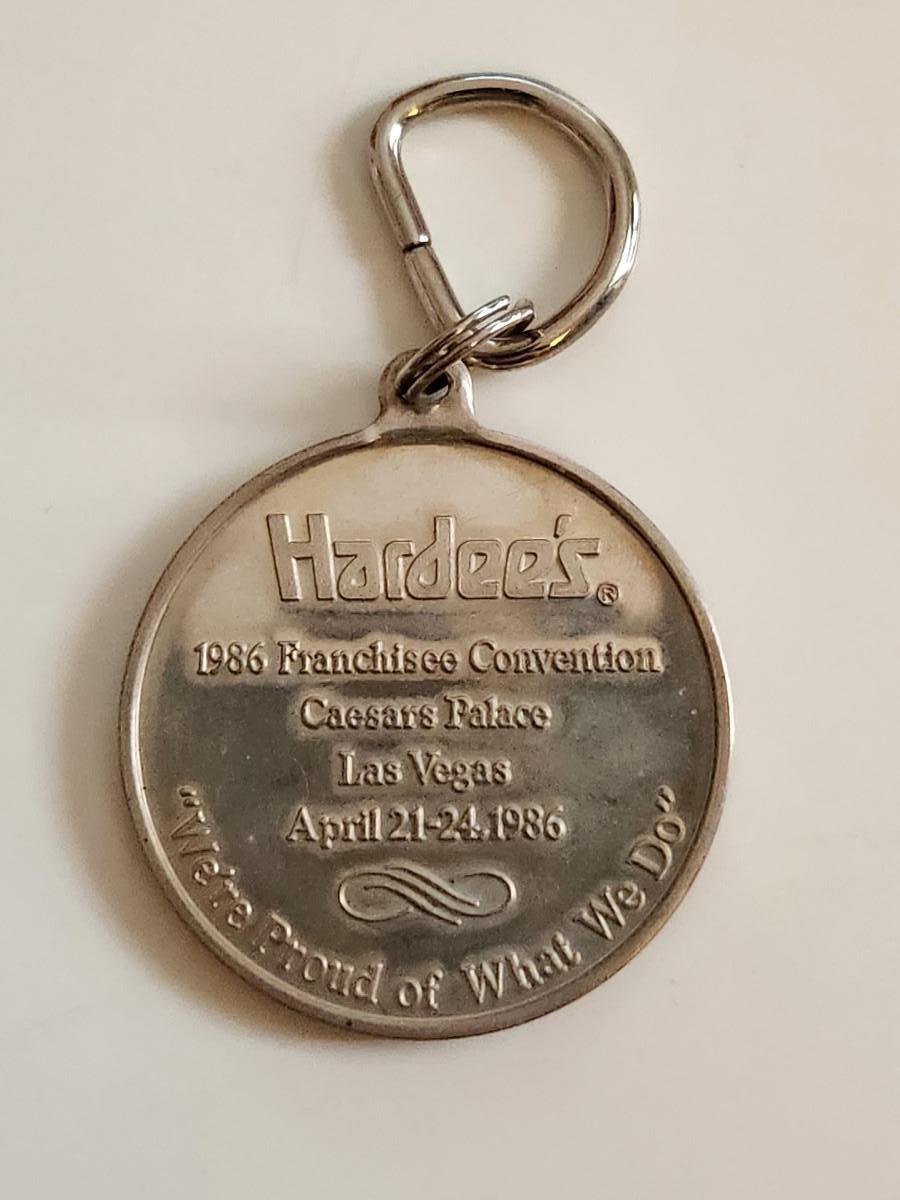 Hardee's®
1986 Franchisee Convention
Caesars Palace
Las Vegas
April 21-24, 1986
"We're Proud of What We Do"